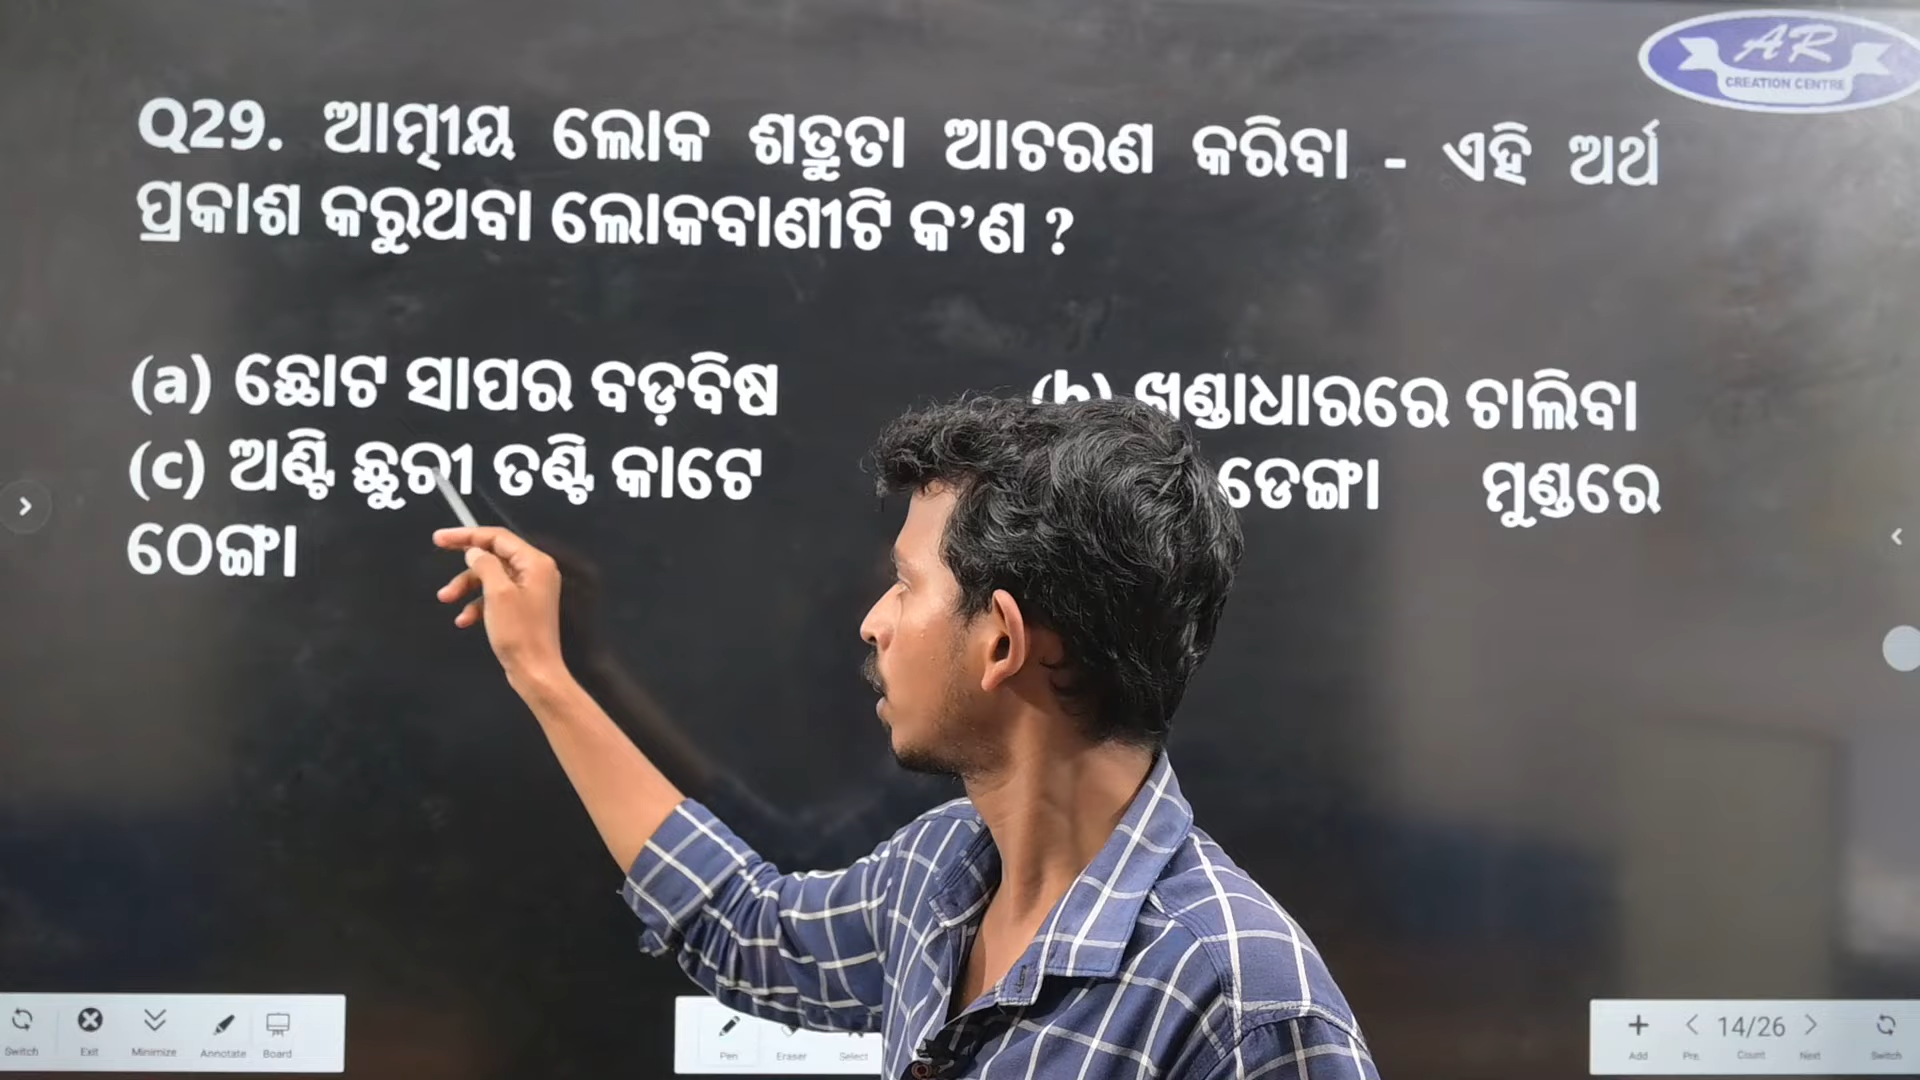 AR
CREATION CENTRE
Q29. ଆତ୍ମୀୟ ଲୋକ ଶତ୍ରୁତା ଆଚରଣ କରିବା - ଏହି ଅର୍ଥ
ପ୍ରକାଶ କରୁଥିବା ଲୋକବାଣୀଟି କ’ଣ ?
(a) ଛୋଟ ସାପର ବଡ଼ବିଷ (b) ଖଣ୍ଡାଧାରରେ ଚାଲିବା
(c) ଅଣ୍ଟି ଛୁରୀ ତଣ୍ଟି କାଟେ ଡେଙ୍ଗା ମୁଣ୍ଡରେ
ଠେଙ୍ଗା
14/26
Switch Exit Minimize Annotate Board Pen Eraser Select Add Pre Count Next Switch